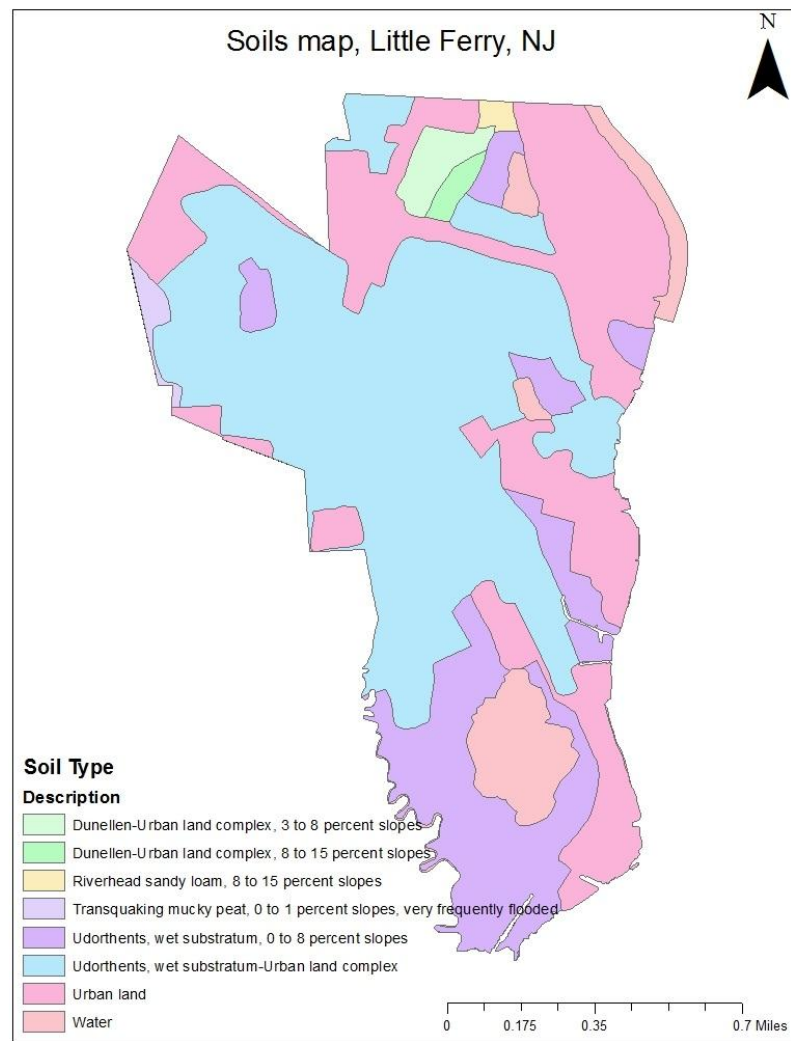 N
Soils map, Little Ferry, NJ
Soil Type
Description
Dunellen-Urban land complex, 3 to 8 percent slopes
Dunellen-Urban land complex, 8 to 15 percent slopes
Riverhead sandy loam, 8 to 15 percent slopes
Transquaking mucky peat, 0 to 1 percent slopes, very frequently flooded
Udorthents, wet substratum, 0 to 8 percent slopes
Udorthents, wet substratum-Urban land complex
Urban land
Water
0 0.175 0.35 0.7 Miles